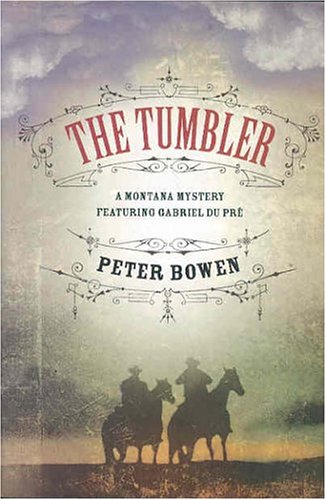 THE TUMBLER
A MONTANA MYSTERY
FEATURING GABRIEL DU PRÉ
PETER BOWEN